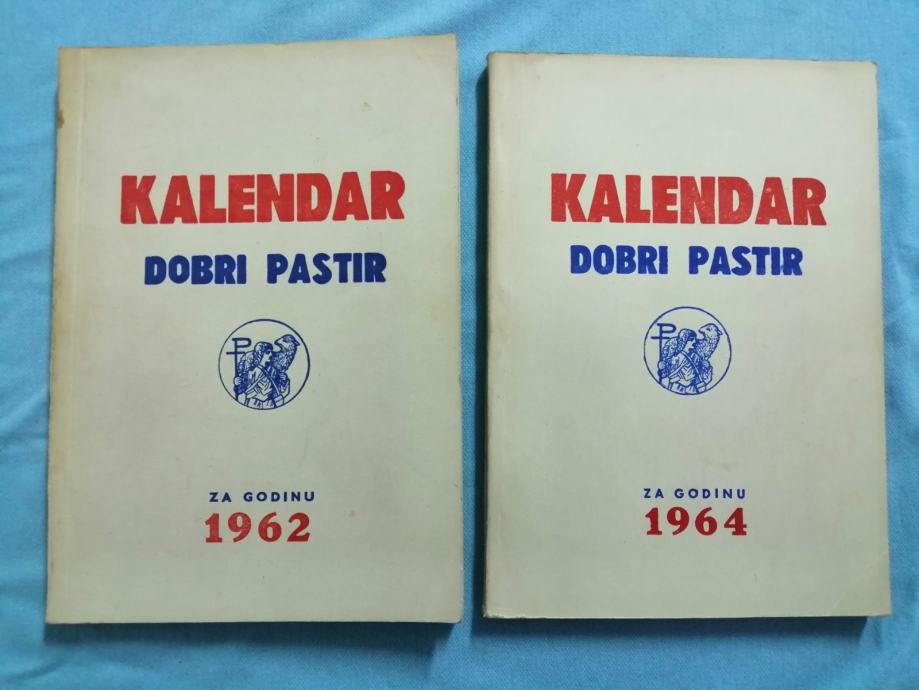 KALENDAR
DOBRI PASTIR
P
ZA GODINU
1962
KALENDAR
DOBRI PASTIR
P
ZA GODINU
1964